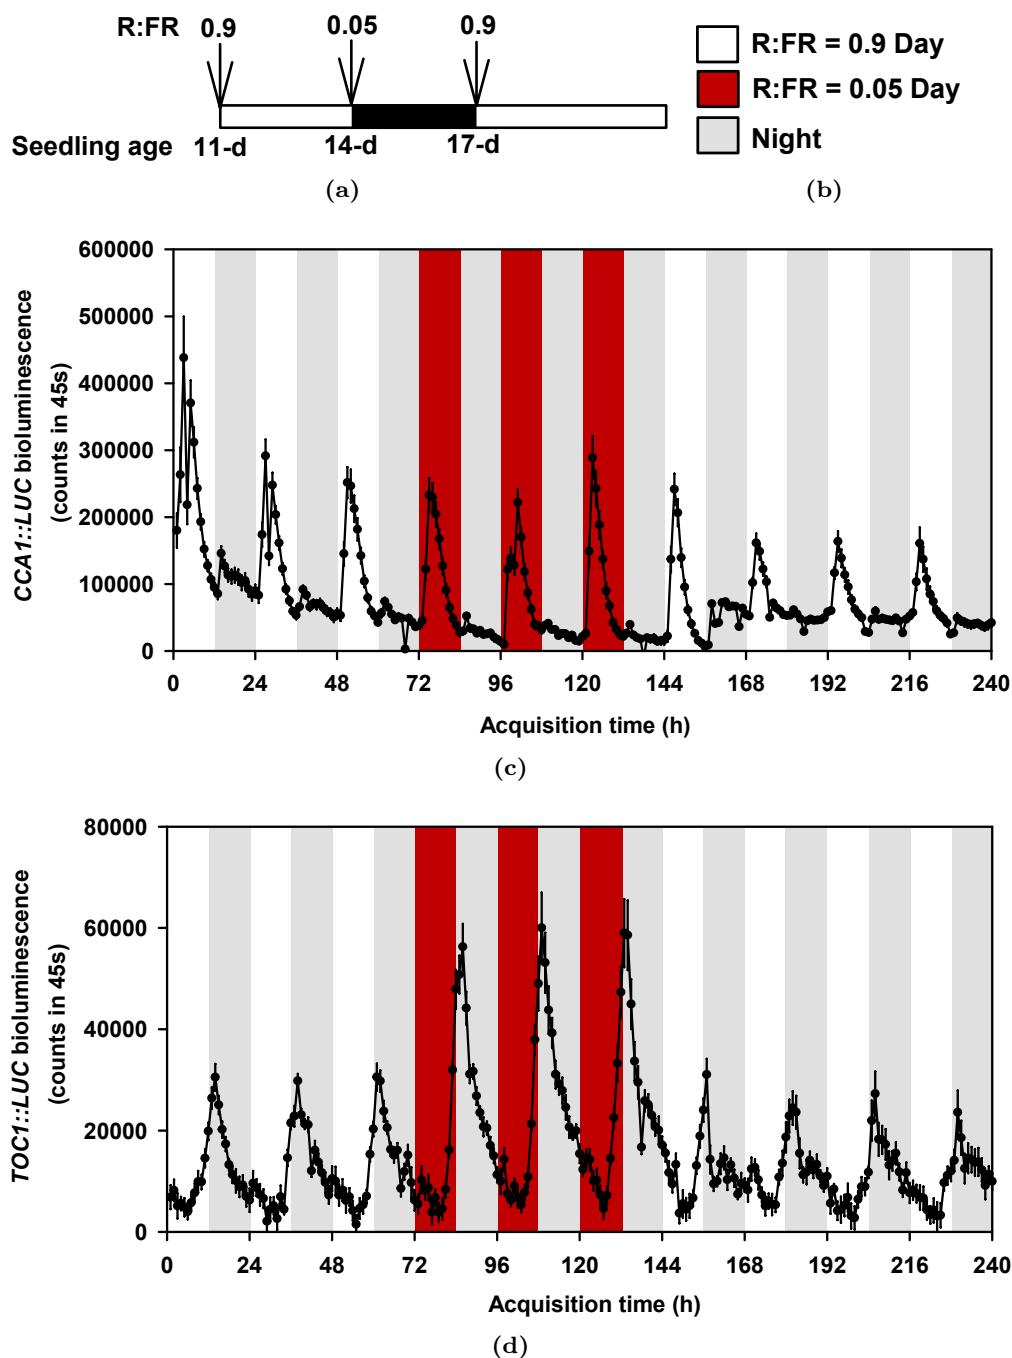 R:FR 0.9 0.05 0.9
Seedling age 11-d 14-d 17-d
(a)
R:FR = 0.9 Day
R:FR = 0.05 Day
Night
(b)
CCA1::LUC bioluminescence
(counts in 45s)
600000
500000
400000
300000
200000
100000
0
0 24 48 72 96 120 144 168 192 216 240
Acquisition time (h)
(c)
TOC1::LUC bioluminescence
(counts in 45s)
80000
60000
40000
20000
0
0 24 48 72 96 120 144 168 192 216 240
Acquisition time (h)
(d)